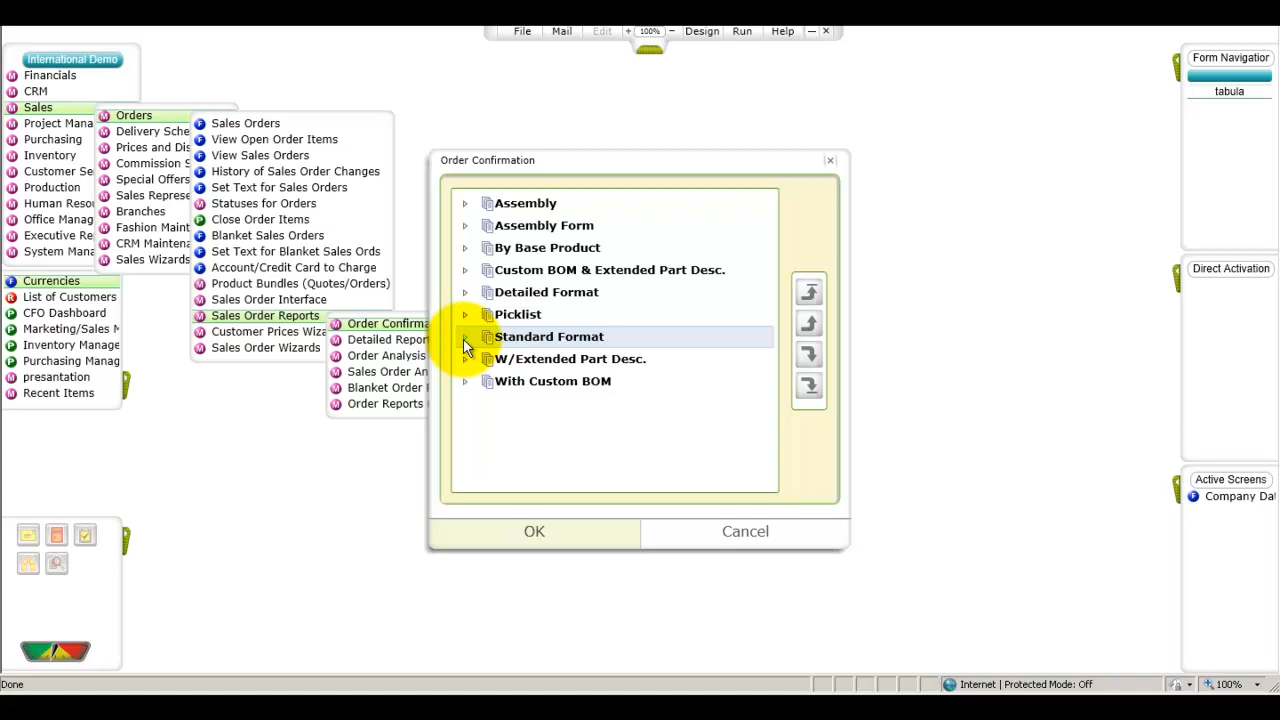 File Mail Edit + 100% − Design Run Help
International Demo
Financials
CRM
Sales
Project Mana
Purchasing
Inventory
Customer Se
Production
Human Reso
Office Manag
Executive Re
System Mana
Currencies
List of Customers
CFO Dashboard
Marketing/Sales M
Inventory Manage
Purchasing Manag
presantation
Recent Items
Orders
Delivery Sche
Prices and Dis
Commission S
Special Offers
Sales Represe
Branches
Fashion Maint
CRM Maintena
Sales Wizards
Sales Orders
View Open Order Items
View Sales Orders
History of Sales Order Changes
Set Text for Sales Orders
Statuses for Orders
Close Order Items
Blanket Sales Orders
Set Text for Blanket Sales Ords
Account/Credit Card to Charge
Product Bundles (Quotes/Orders)
Sales Order Interface
Sales Order Reports
Customer Prices Wiza
Sales Order Wizards
Order Confirma
Detailed Repor
Order Analysis
Sales Order An
Blanket Order R
Order Reports
Order Confirmation
Assembly
Assembly Form
By Base Product
Custom BOM & Extended Part Desc.
Detailed Format
Picklist
Standard Format
W/Extended Part Desc.
With Custom BOM
OK Cancel
Form Navigation
tabula
Direct Activation
Active Screens
Company Dat
Done
Internet | Protected Mode: Off
100%